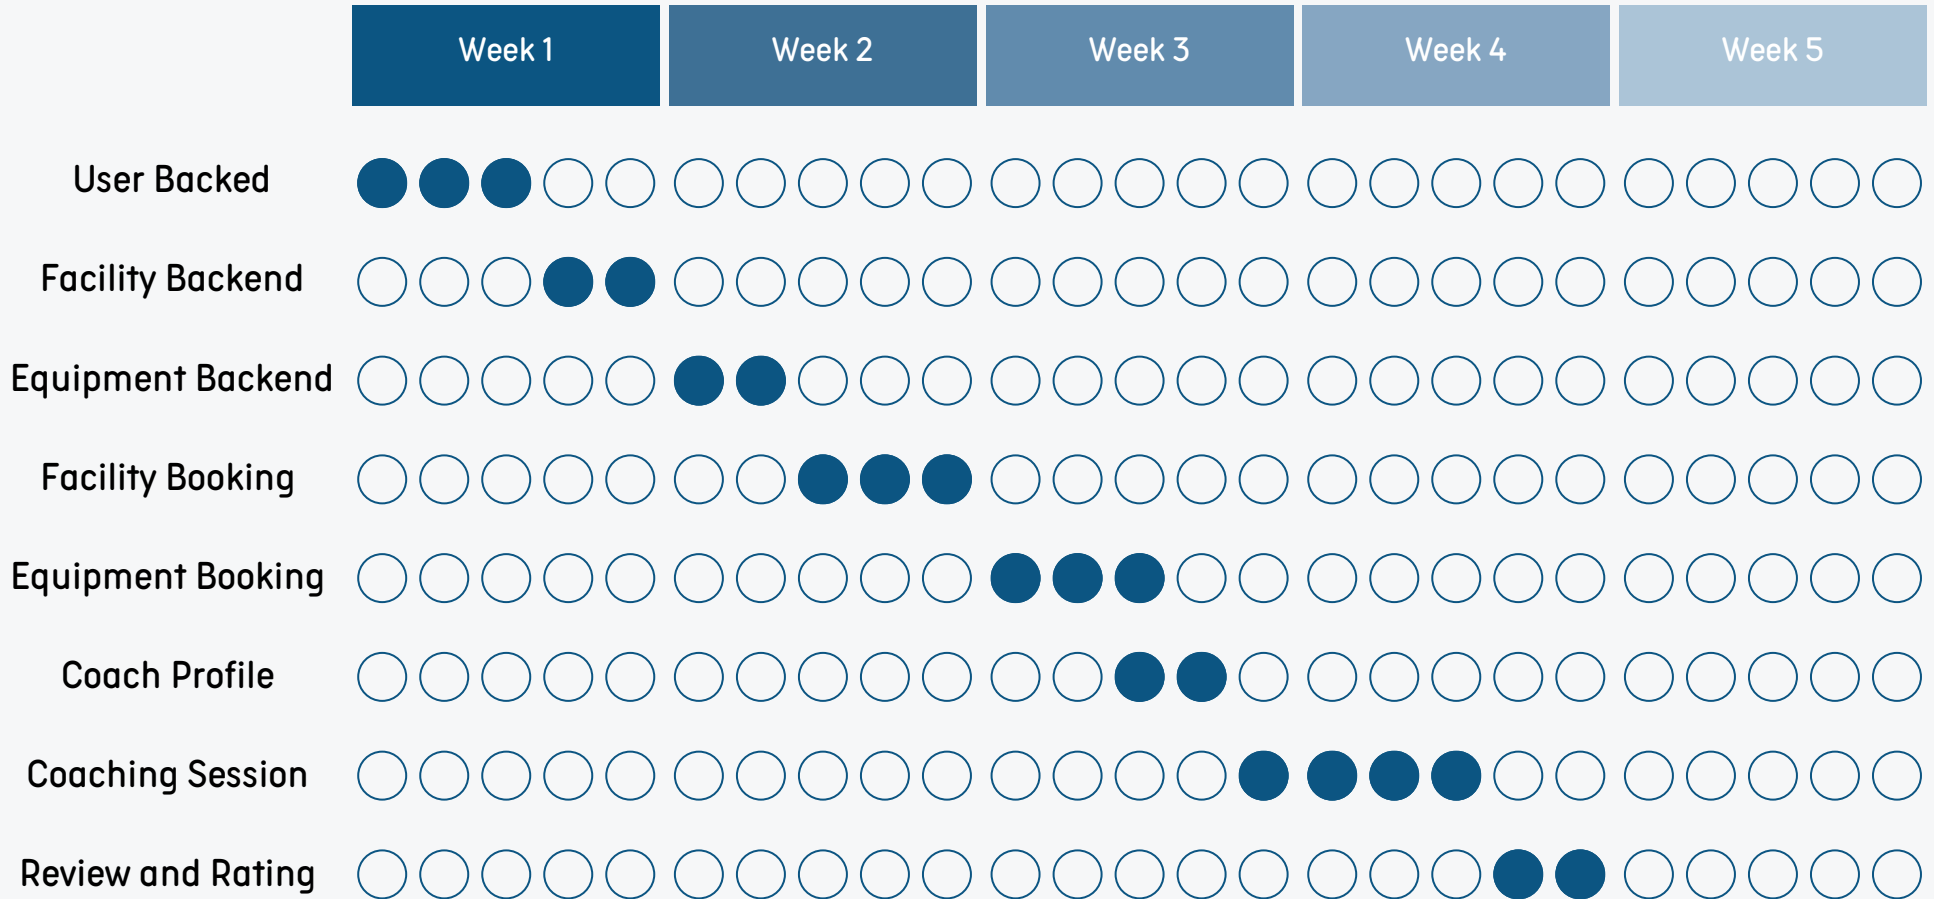 Week 1
Week 2
Week 3
Week 4
Week 5
User Backed
Facility Backend
Equipment Backend
Facility Booking
Equipment Booking
Coach Profile
Coaching Session
Review and Rating